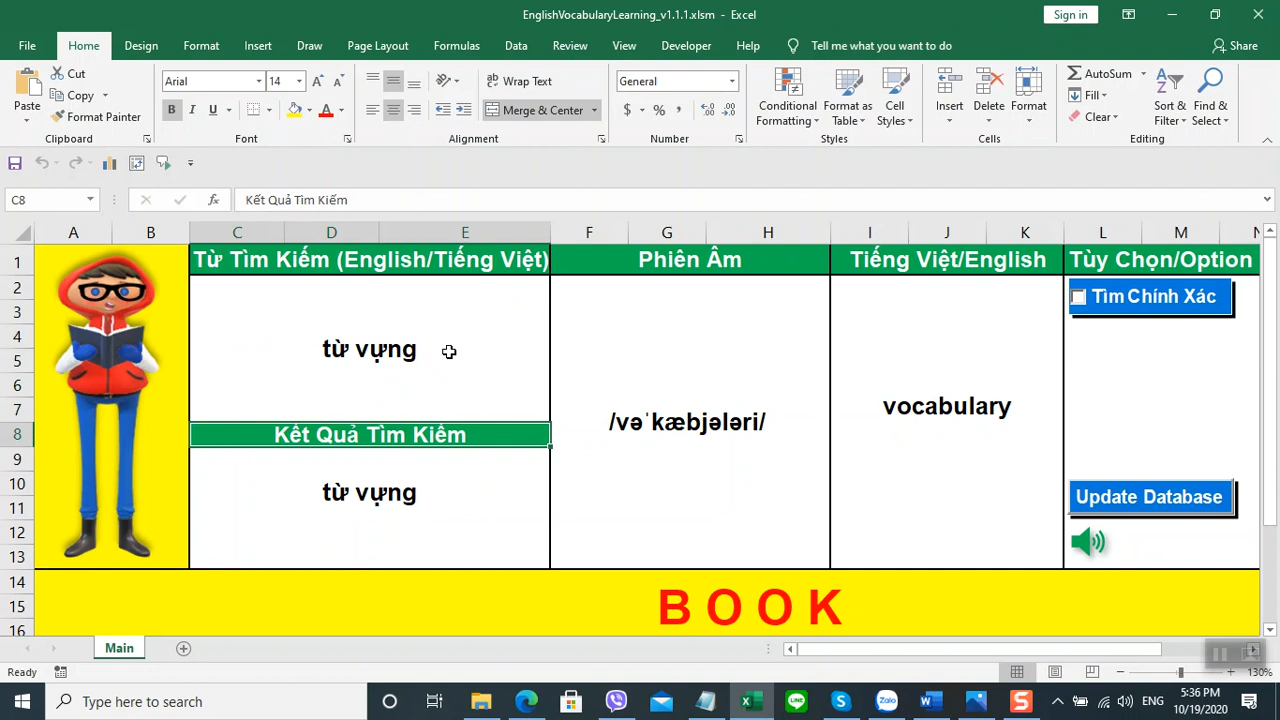 EnglishVocabularyLearning_v1.1.1.xlsm - Excel
Sign in
File Home Design Format Insert Draw Page Layout Formulas Data Review View Developer Help Tell me what you want to do Share
Paste
Cut
Copy
Format Painter
Clipboard
Arial 14
B I U
Font
Wrap Text
Merge & Center
Alignment
General
$ % ,
Number
Conditional Formatting
Format as Table
Cell Styles
Styles
Insert Delete Format
Cells
AutoSum
Fill
Clear
Sort & Filter
Find & Select
Editing
C8 fx Kết Quả Tìm Kiếm
A B C D E F G H I J K L M N
1 Từ Tìm Kiếm (English/Tiếng Việt) Phiên Âm Tiếng Việt/English Tùy Chọn/Option
2 Tìm Chính Xác
3
4 từ vựng
5
6
7 /vəˈkæbjələri/ vocabulary
8 Kết Quả Tìm Kiếm
9
10 từ vựng Update Database
11
12
13
14
15 B O O K
16
Main
Ready 130%
Type here to search
ENG
5:36 PM
10/19/2020